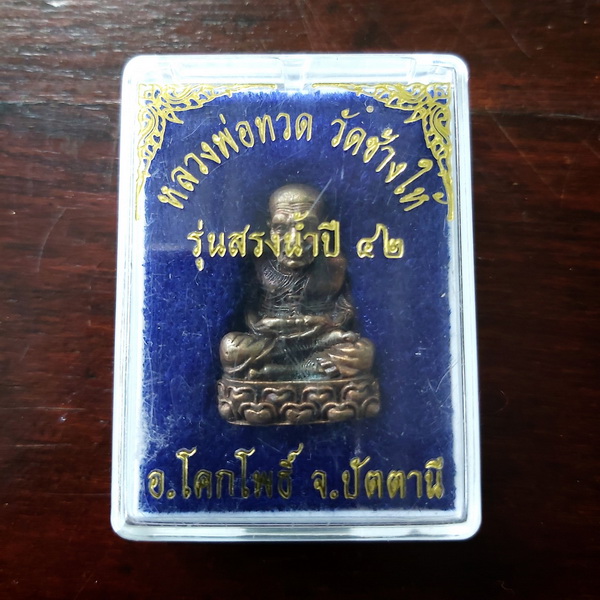 หลวงพ่อทวด วัดช้างให้
รุ่นสรงน้ำปี ๔๒
อ.โคกโพธิ์ จ.ปัตตานี